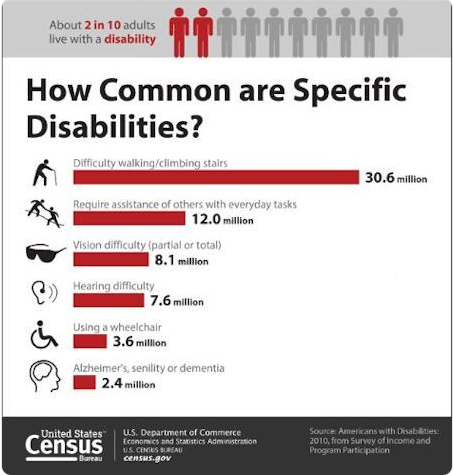 About 2 in 10 adults
live with a disability
How Common are Specific
Disabilities?
Difficulty walking/climbing stairs
30.6 million
Require assistance of others with everyday tasks
12.0 million
Vision difficulty (partial or total)
8.1 million
Hearing difficulty
7.6 million
Using a wheelchair
3.6 million
Alzheimer's, senility or dementia
2.4 million
United States™
Census
Bureau
U.S. Department of Commerce
Economics and Statistics Administration
U.S. CENSUS BUREAU
census.gov
Source: Americans with Disabilities:
2010, from Survey of Income and
Program Participation